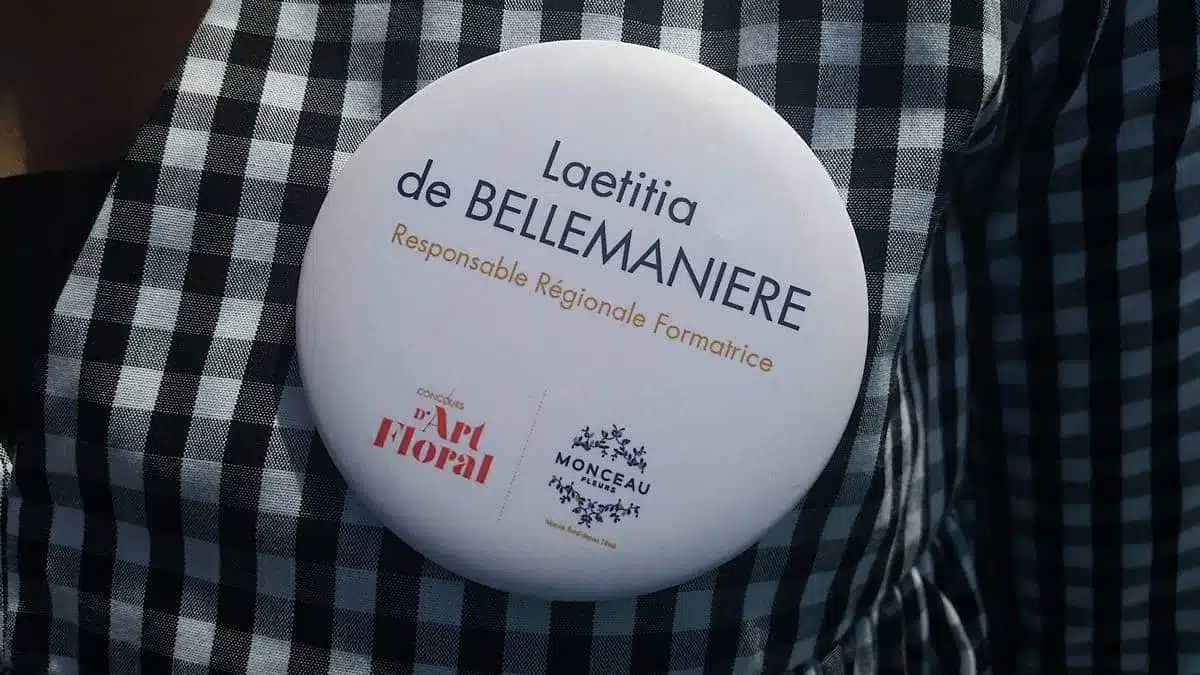 Laetitia
de BELLEMANIERE
Responsable Régionale Formatrice
CONCOURS
D'Art
Floral
MONCEAU
FLEURS